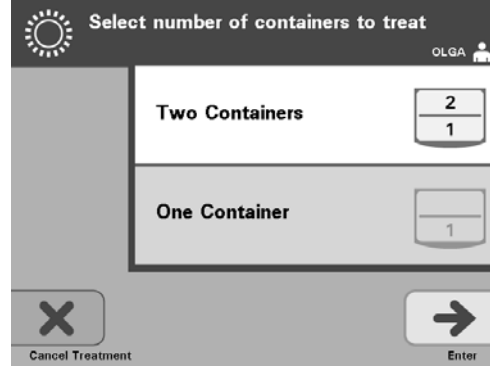 Select number of containers to treat
OLGA
Two Containers
2
1
One Container
1
Cancel Treatment
Enter